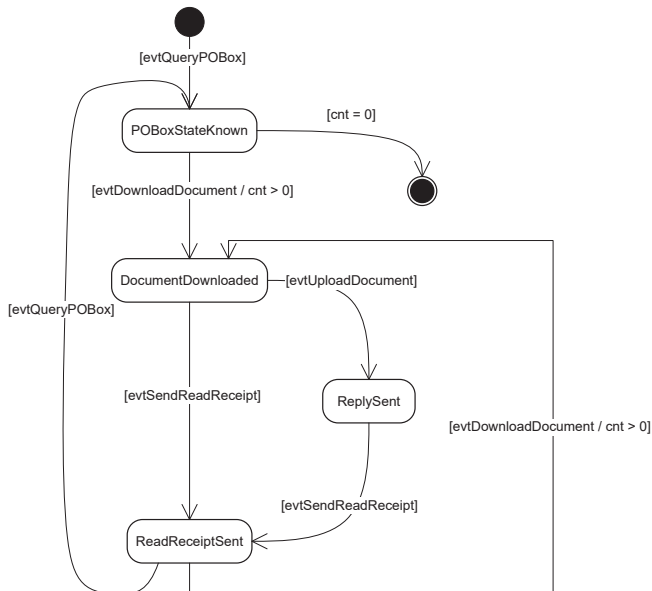 [evtQueryPOBox]
[cnt = 0]
POBoxStateKnown
[evtDownloadDocument / cnt > 0]
DocumentDownloaded
[evtUploadDocument]
[evtQueryPOBox]
[evtSendReadReceipt]
ReplySent
[evtDownloadDocument / cnt > 0]
[evtSendReadReceipt]
ReadReceiptSent